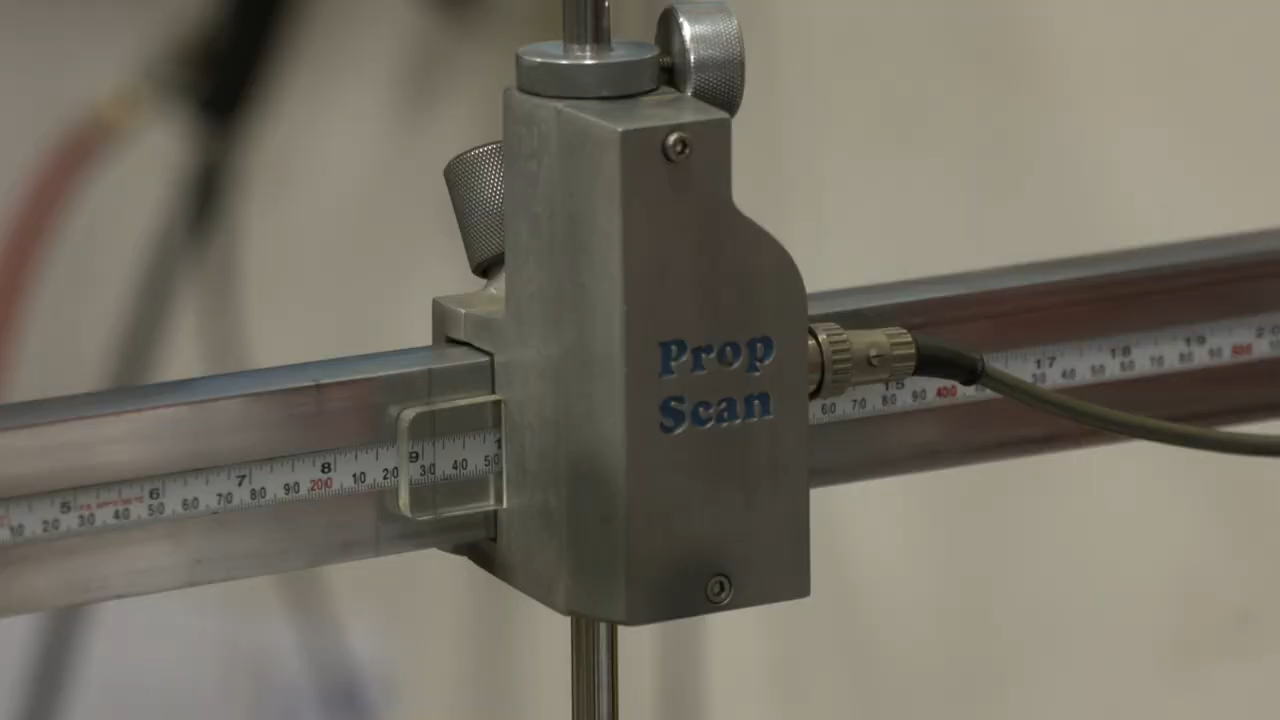 Prop
Scan
5 6 7 8 9 1
10 20 30 40 50 60 70 80 90 200 10 20 30 40 50
15 17 18 19 20
60 70 80 90 400 30 40 50 60 70 80 90 500